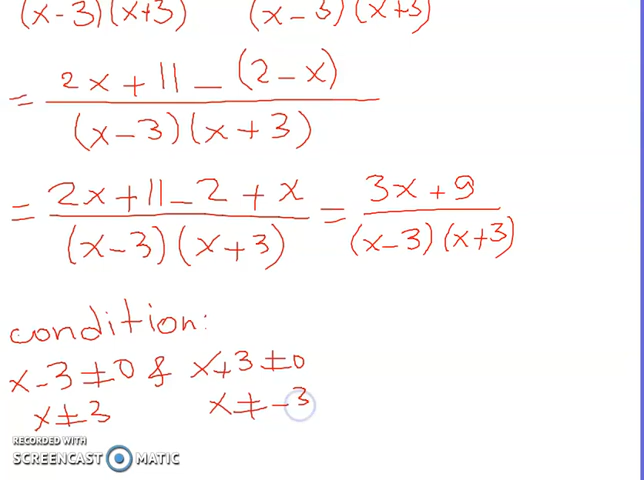 (x-3)(x+3) (x-3)(x+3)
= 2x+11-(2-x) / (x-3)(x+3)
= 2x+11-2+x / (x-3)(x+3) = 3x+9 / (x-3)(x+3)
condition:
x-3≠0 & x+3≠0
x≠3 x≠-3
RECORDED WITH
SCREENCAST MATIC